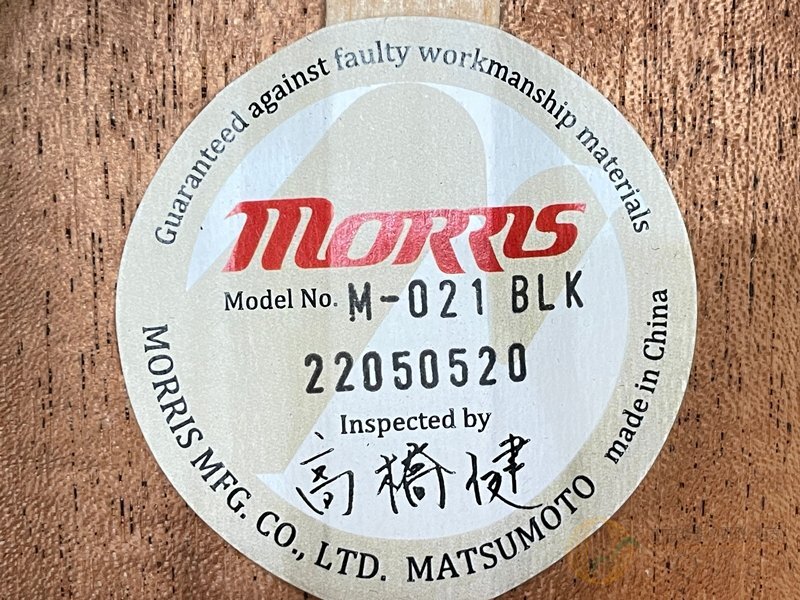 Guaranteed against faulty workmanship materials
MORRIS
Model No. M-021 BLK
22050520
Inspected by
高橋健
MORRIS MFG. CO., LTD. MATSUMOTO made in China